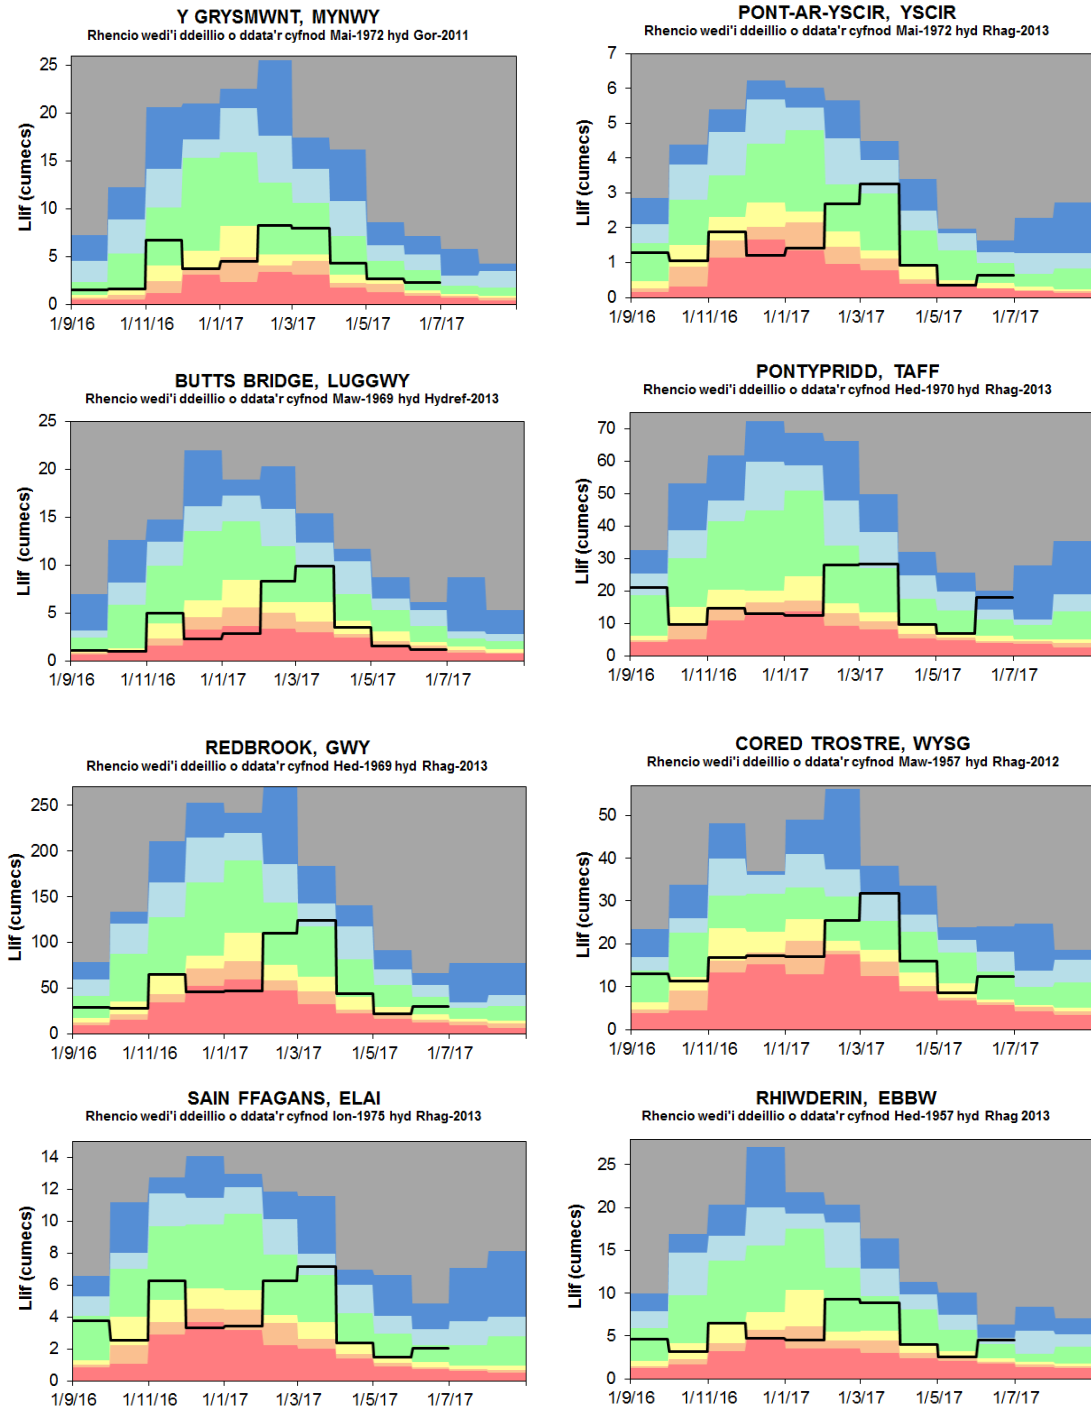 Y GRYSMWNT, MYNWY
Rhencio wedi'i ddeillio o ddata'r cyfnod Mai-1972 hyd Gor-2011
Llif (cumecs)
25
20
15
10
5
0
1/9/16 1/11/16 1/1/17 1/3/17 1/5/17 1/7/17
PONT-AR-YSCIR, YSCIR
Rhencio wedi'i ddeillio o ddata'r cyfnod Mai-1972 hyd Rhag-2013
Llif (cumecs)
7
6
5
4
3
2
1
0
1/9/16 1/11/16 1/1/17 1/3/17 1/5/17 1/7/17
BUTTS BRIDGE, LUGGWY
Rhencio wedi'i ddeillio o ddata'r cyfnod Maw-1969 hyd Hydref-2013
Llif (cumecs)
25
20
15
10
5
0
1/9/16 1/11/16 1/1/17 1/3/17 1/5/17 1/7/17
PONTYPRIDD, TAFF
Rhencio wedi'i ddeillio o ddata'r cyfnod Hed-1970 hyd Rhag-2013
Llif (cumecs)
70
60
50
40
30
20
10
0
1/9/16 1/11/16 1/1/17 1/3/17 1/5/17 1/7/17
REDBROOK, GWY
Rhencio wedi'i ddeillio o ddata'r cyfnod Hed-1969 hyd Rhag-2013
Llif (cumecs)
250
200
150
100
50
0
1/9/16 1/11/16 1/1/17 1/3/17 1/5/17 1/7/17
CORED TROSTRE, WYSG
Rhencio wedi'i ddeillio o ddata'r cyfnod Maw-1957 hyd Rhag-2012
Llif (cumecs)
50
40
30
20
10
0
1/9/16 1/11/16 1/1/17 1/3/17 1/5/17 1/7/17
SAIN FFAGANS, ELAI
Rhencio wedi'i ddeillio o ddata'r cyfnod Ion-1975 hyd Rhag-2013
Llif (cumecs)
14
12
10
8
6
4
2
0
1/9/16 1/11/16 1/1/17 1/3/17 1/5/17 1/7/17
RHIWDERIN, EBBW
Rhencio wedi'i ddeillio o ddata'r cyfnod Hed-1957 hyd Rhag 2013
Llif (cumecs)
25
20
15
10
5
0
1/9/16 1/11/16 1/1/17 1/3/17 1/5/17 1/7/17